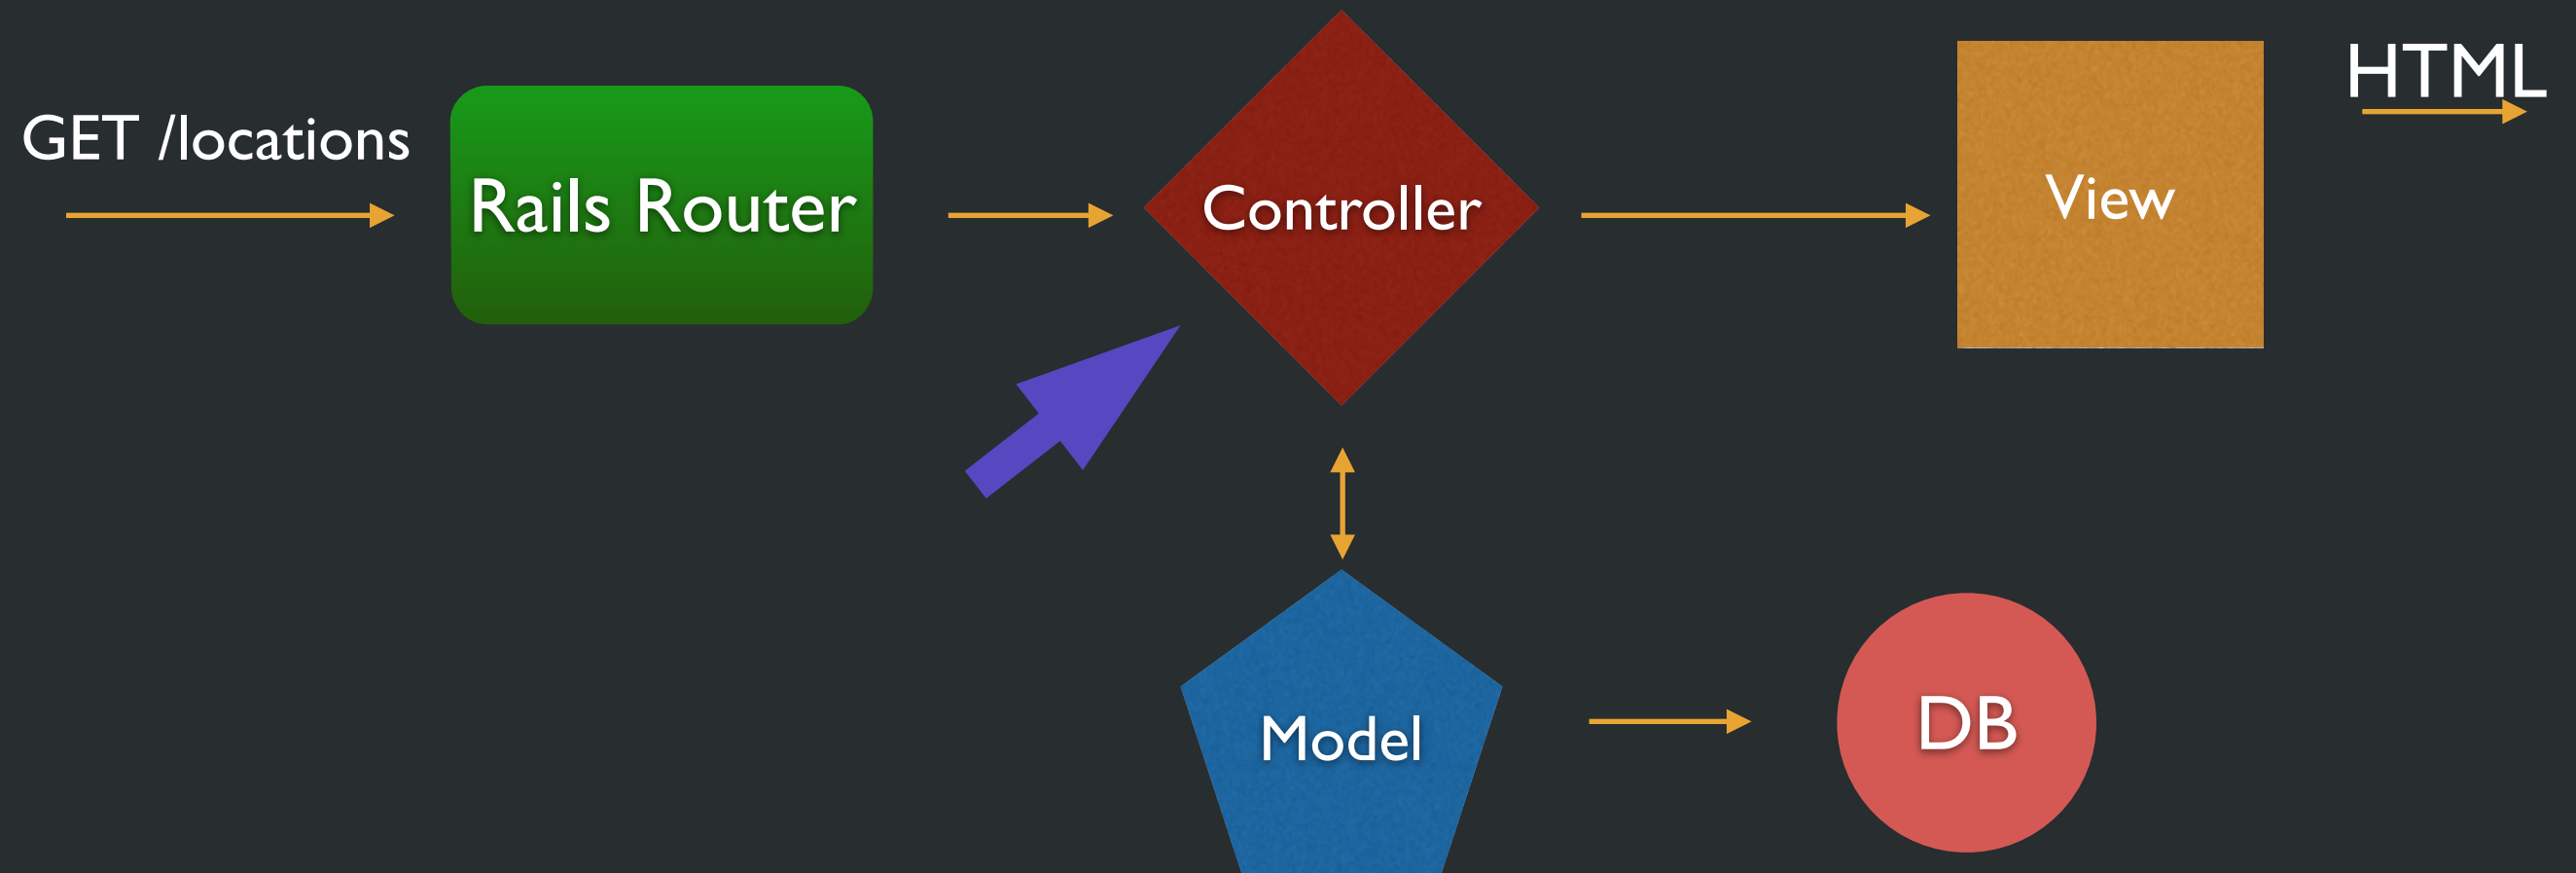 GET /locations
Rails Router
Controller
View
HTML
Model
DB